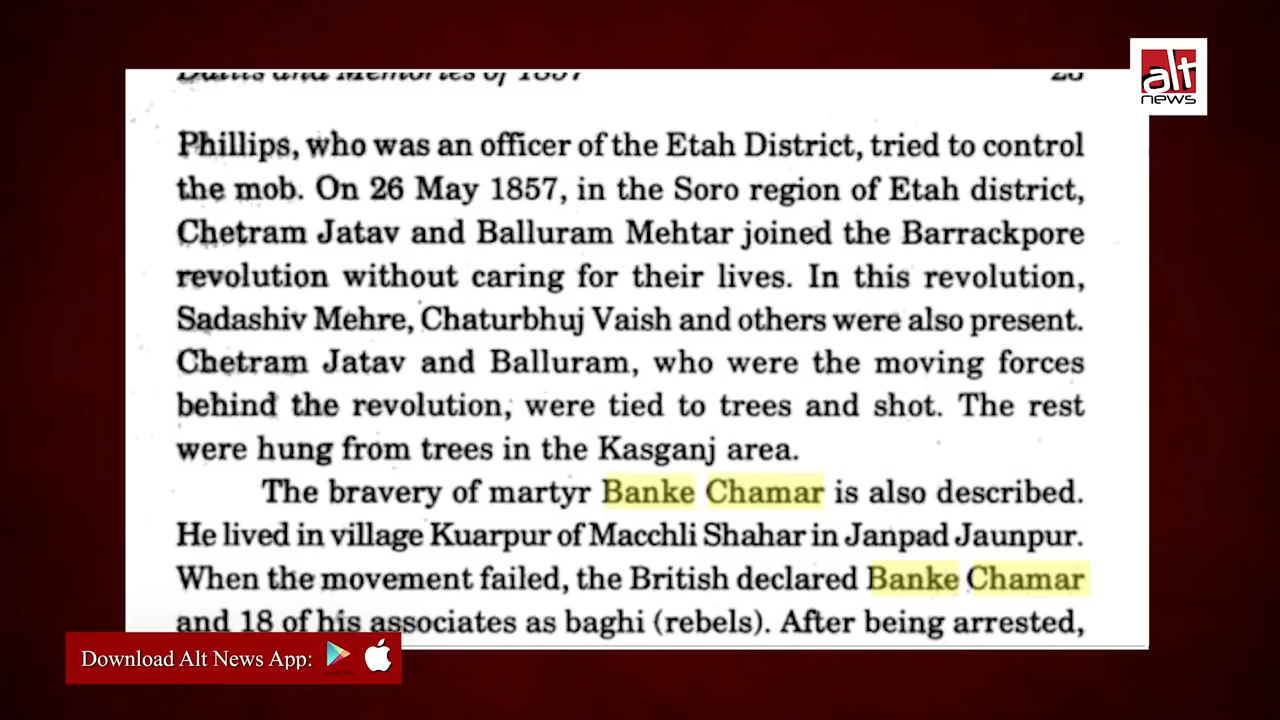 Dalits and Memories of 1857 23
alt
news
Phillips, who was an officer of the Etah District, tried to control
the mob. On 26 May 1857, in the Soro region of Etah district,
Chetram Jatav and Balluram Mehtar joined the Barrackpore
revolution without caring for their lives. In this revolution,
Sadashiv Mehre, Chaturbhuj Vaish and others were also present.
Chetram Jatav and Balluram, who were the moving forces
behind the revolution, were tied to trees and shot. The rest
were hung from trees in the Kasganj area.
The bravery of martyr Banke Chamar is also described.
He lived in village Kuarpur of Macchli Shahar in Janpad Jaunpur.
When the movement failed, the British declared Banke Chamar
and 18 of his associates as baghi (rebels). After being arrested,
Download Alt News App: